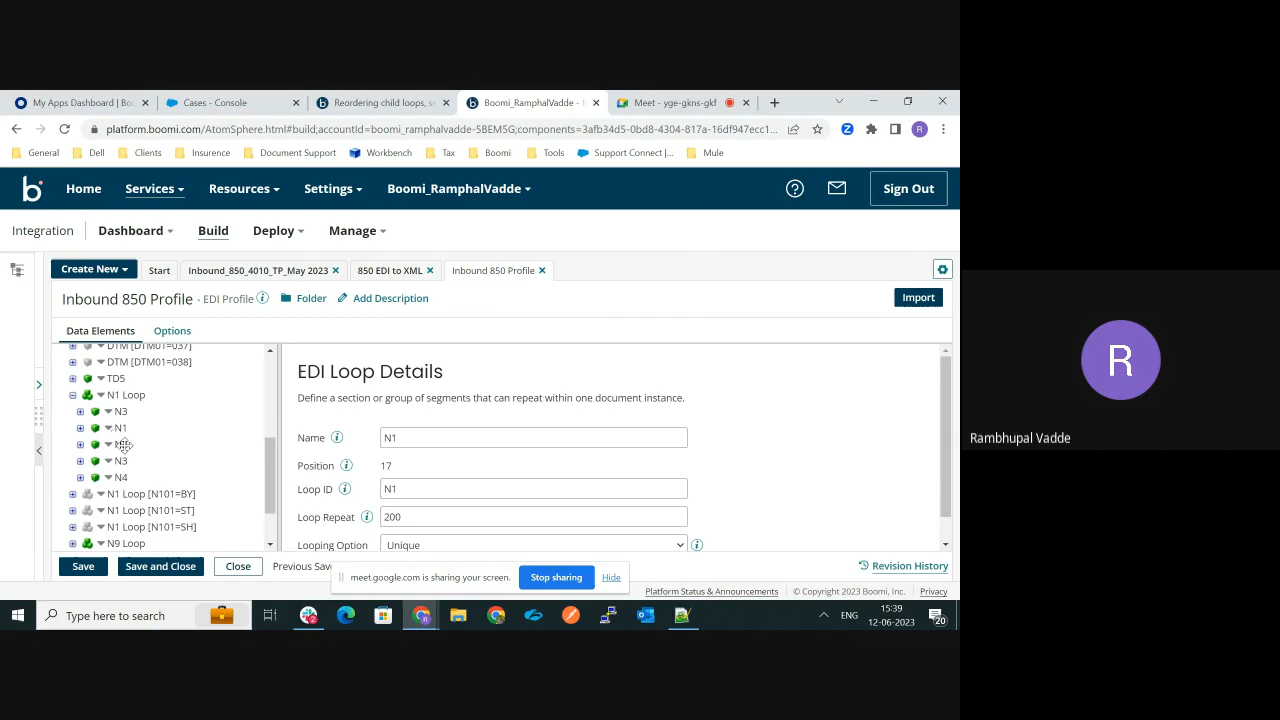 My Apps Dashboard | Boo
Cases - Console
Reordering child loops, s
Boomi_RamphalVadde -
Meet - yge-gkns-gkf
platform.boomi.com/AtomSphere.html#build;accountId=boomi_ramphalvadde-5BEM5G;components=3afb34d5-0bd8-4304-817a-16df947ecc1...
General
Dell
Clients
Insurence
Document Support
Workbench
Tax
Boomi
Tools
Support Connect |...
Mule
Home
Services
Resources
Settings
Boomi_RamphalVadde
Sign Out
Integration
Dashboard
Build
Deploy
Manage
Create New
Start
Inbound_850_4010_TP_May 2023
850 EDI to XML
Inbound 850 Profile
Inbound 850 Profile - EDI Profile
Folder
Add Description
Import
Data Elements
Options
DTM [DTM01=037]
DTM [DTM01=038]
TD5
N1 Loop
N3
N1
N3
N4
N1 Loop [N101=BY]
N1 Loop [N101=ST]
N1 Loop [N101=SH]
N9 Loop
EDI Loop Details
Define a section or group of segments that can repeat within one document instance.
Name
N1
Position
17
Loop ID
N1
Loop Repeat
200
Looping Option
Unique
Save
Save and Close
Close
Previous Save
Revision History
meet.google.com is sharing your screen.
Stop sharing
Hide
Platform Status & Announcements
© Copyright 2023 Boomi, Inc.
Privacy
Type here to search
ENG
15:39
12-06-2023
20
R
Rambhupal Vadde